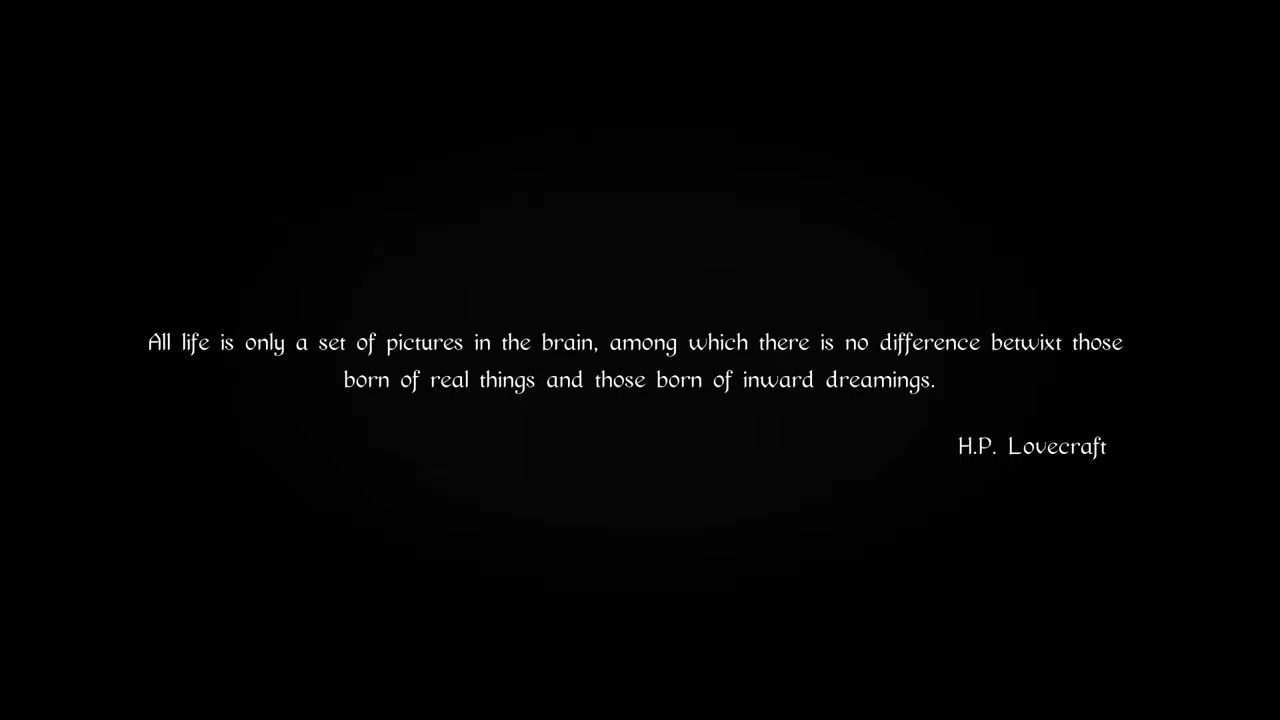 All life is only a set of pictures in the brain, among which there is no difference betwixt those
born of real things and those born of inward dreamings.
H.P. Lovecraft